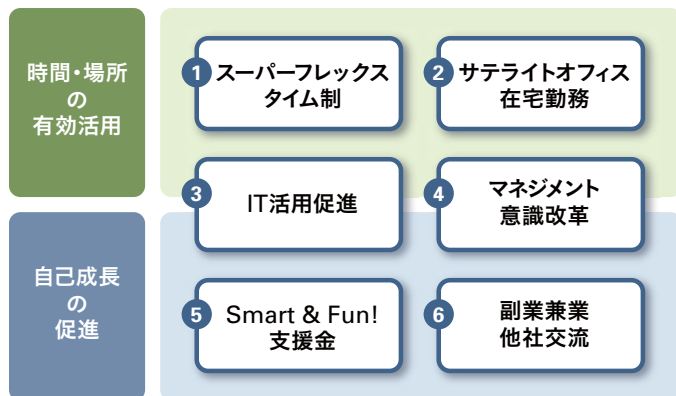 時間・場所
の
有効活用
1
スーパーフレックス
タイム制
2
サテライトオフィス
在宅勤務
3
IT活用促進
4
マネジメント
意識改革
自己成長
の
促進
5
Smart & Fun!
支援金
6
副業兼業
他社交流